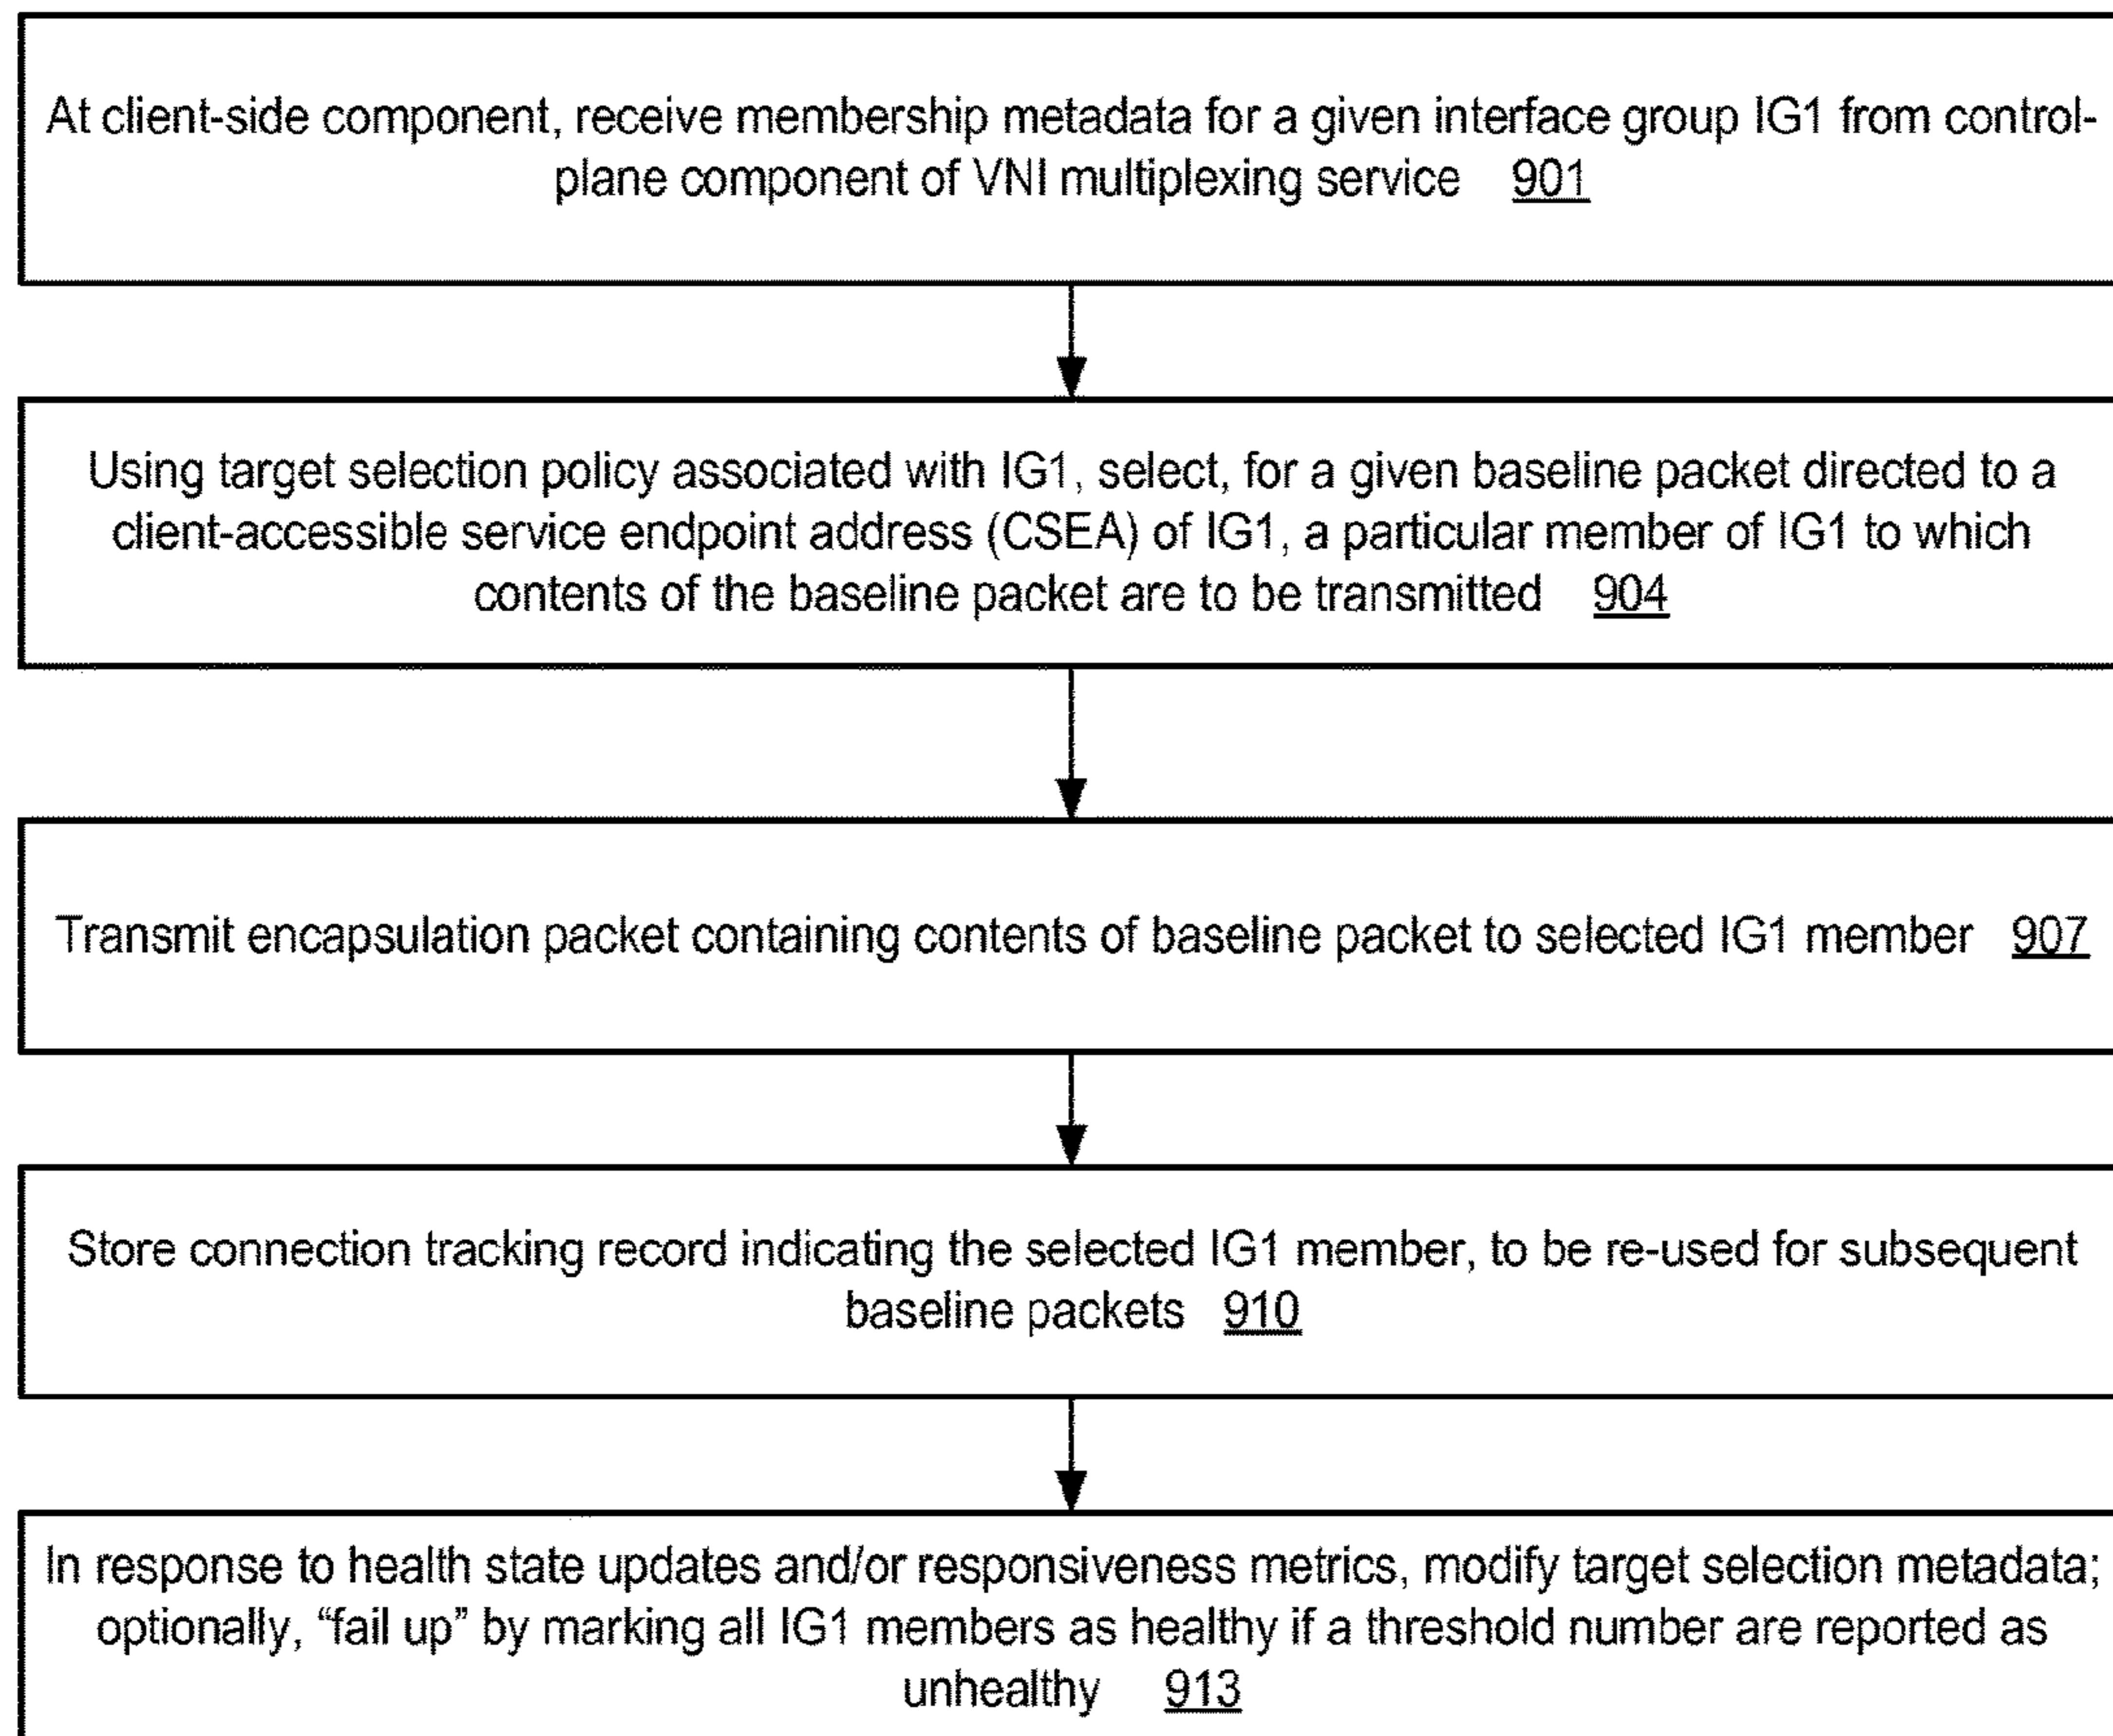 At client-side component, receive membership metadata for a given interface group IG1 from control-
plane component of VNI multiplexing service 901
Using target selection policy associated with IG1, select, for a given baseline packet directed to a
client-accessible service endpoint address (CSEA) of IG1, a particular member of IG1 to which
contents of the baseline packet are to be transmitted 904
Transmit encapsulation packet containing contents of baseline packet to selected IG1 member 907
Store connection tracking record indicating the selected IG1 member, to be re-used for subsequent
baseline packets 910
In response to health state updates and/or responsiveness metrics, modify target selection metadata;
optionally, “fail up” by marking all IG1 members as healthy if a threshold number are reported as
unhealthy 913